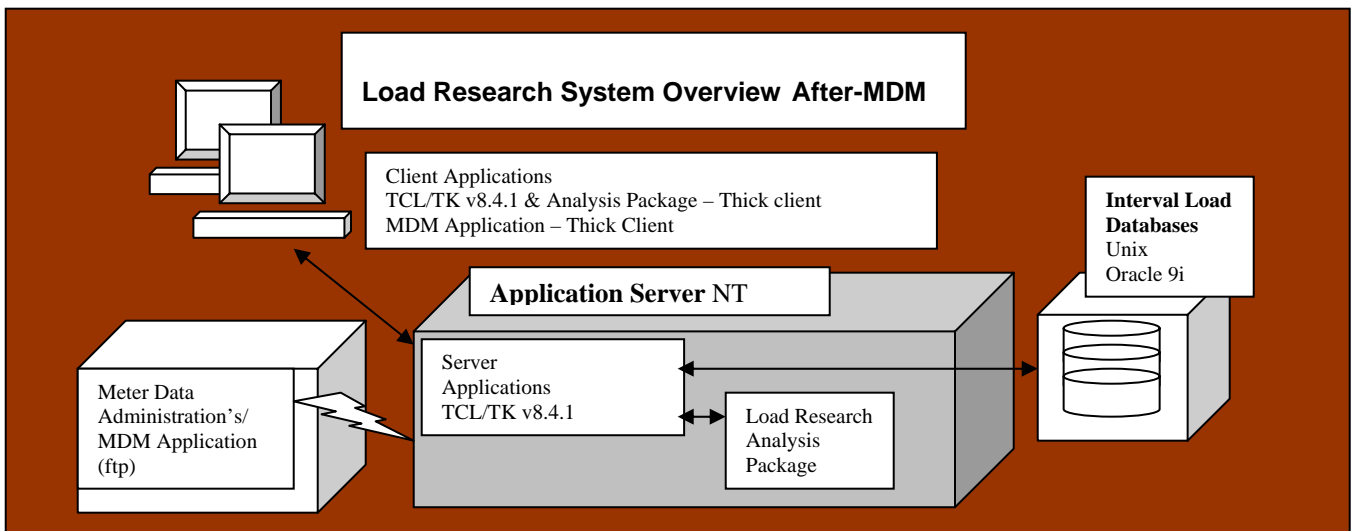 Load Research System Overview After-MDM
Client Applications
TCL/TK v8.4.1 & Analysis Package – Thick client
MDM Application – Thick Client
Interval Load
Databases
Unix
Oracle 9i
Application Server NT
Server
Applications
TCL/TK v8.4.1
Meter Data
Administration’s/
MDM Application
(ftp)
Load Research
Analysis
Package